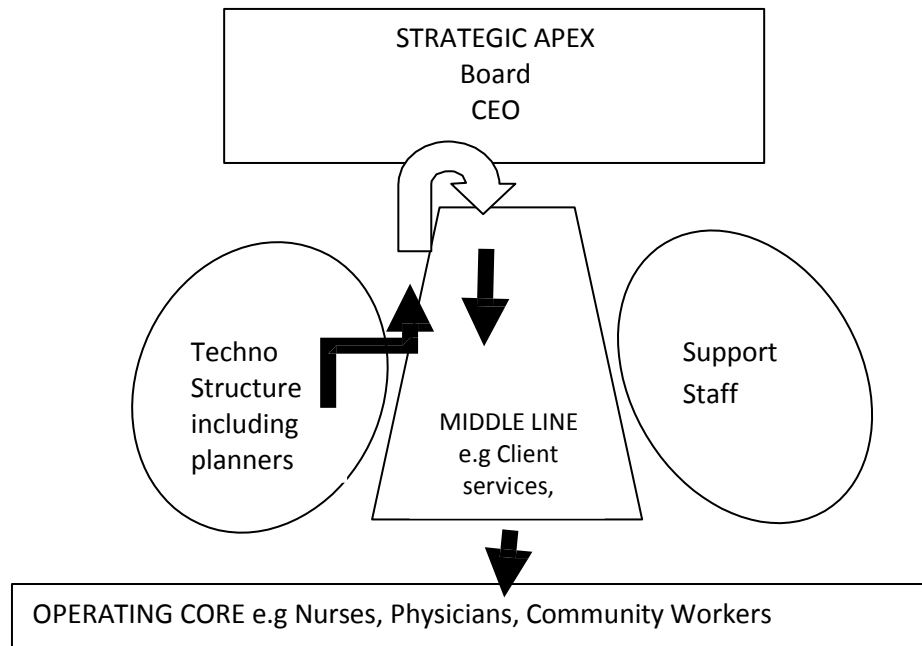 STRATEGIC APEX
Board
CEO
Techno
Structure
including
planners
MIDDLE LINE
e.g Client
services,
Support
Staff
OPERATING CORE e.g Nurses, Physicians, Community Workers